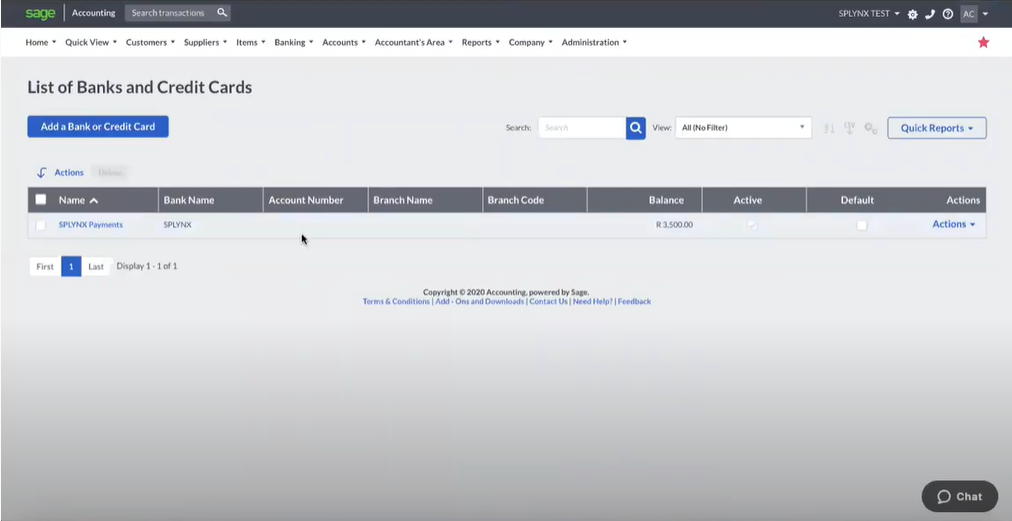 sage Accounting Search transactions SPLYNX TEST AC
Home Quick View Customers Suppliers Items Banking Accounts Accountant's Area Reports Company Administration
List of Banks and Credit Cards
Add a Bank or Credit Card Search: Search View: All (No Filter) Quick Reports
Actions Delete
Name Bank Name Account Number Branch Name Branch Code Balance Active Default Actions
SPLYNX Payments SPLYNX R 3,500.00 Actions
First 1 Last Display 1 - 1 of 1
Copyright © 2020 Accounting, powered by Sage.
Terms & Conditions | Add - Ons and Downloads | Contact Us | Need Help? | Feedback
Chat